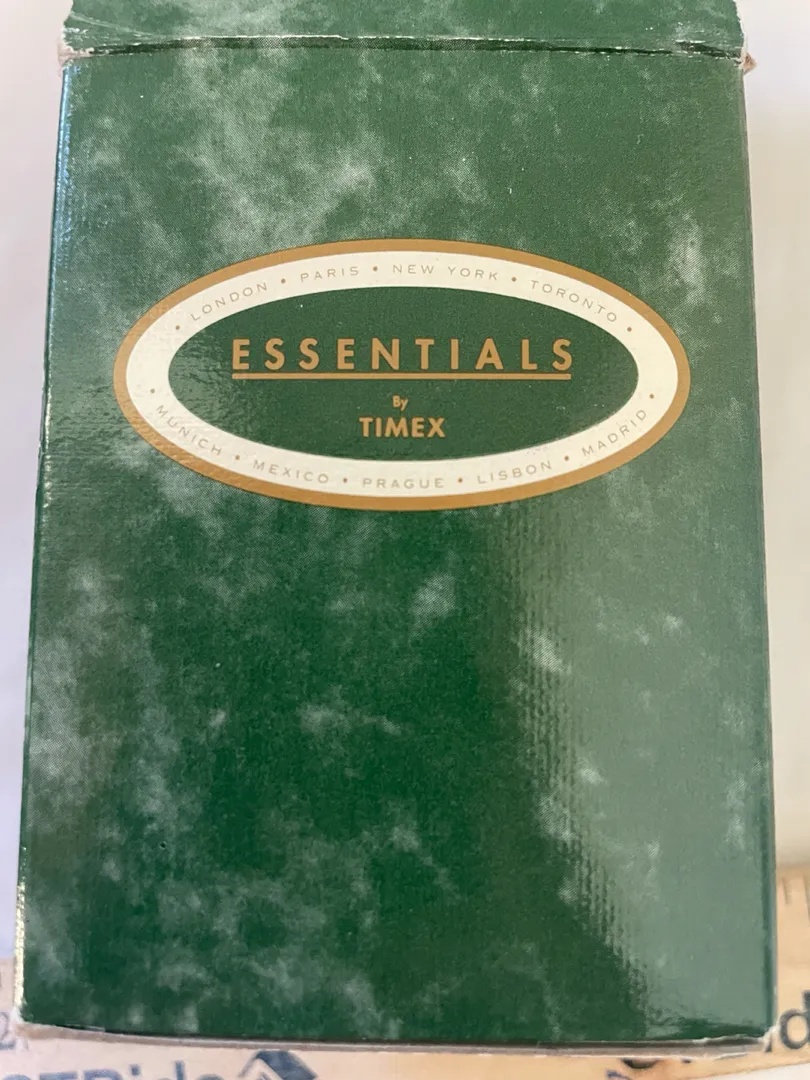 • LONDON • PARIS • NEW YORK • TORONTO •
ESSENTIALS
By
TIMEX
• MUNICH • MEXICO • PRAGUE • LISBON • MADRID •